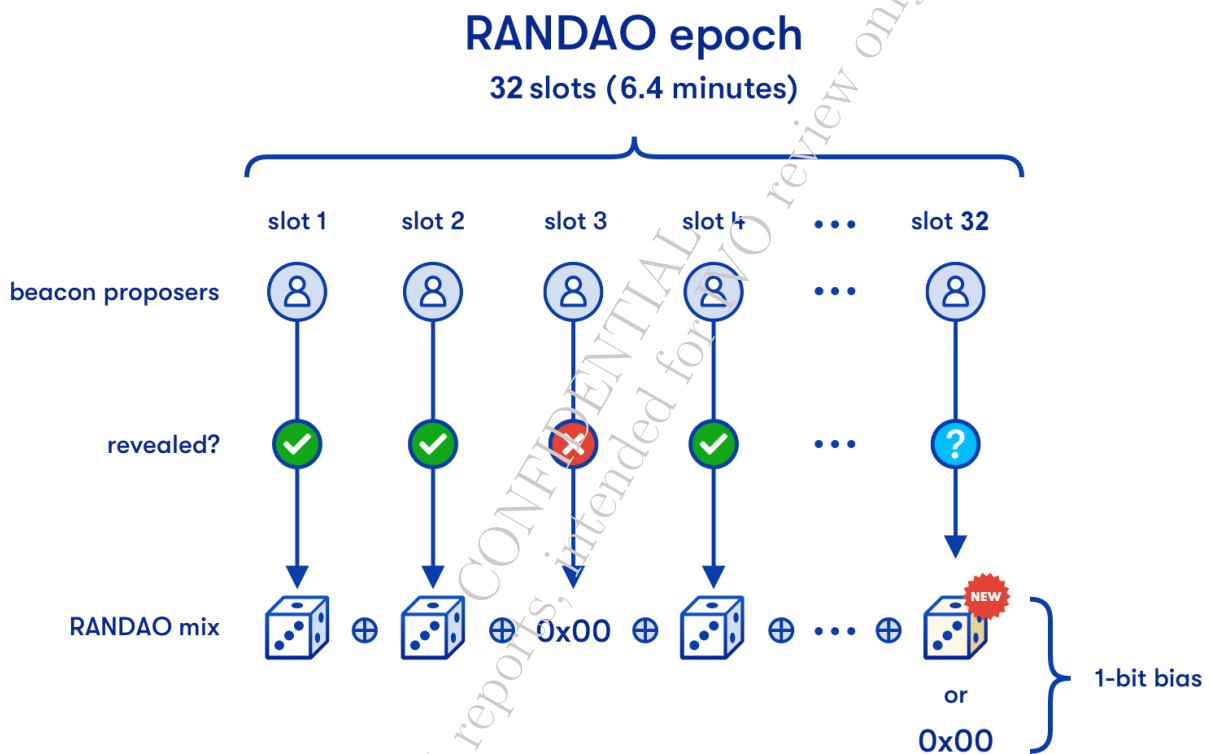 RANDAO epoch
32 slots (6.4 minutes)
slot 1 slot 2 slot 3 slot 4 ... slot 32
beacon proposers ...
revealed? ? ...
RANDAO mix ⊕ ⊕ 0x00 ⊕ ⊕ ... ⊕ NEW
or
0x00
1-bit bias
CONFIDENTIAL
reports, intended for IVO review only